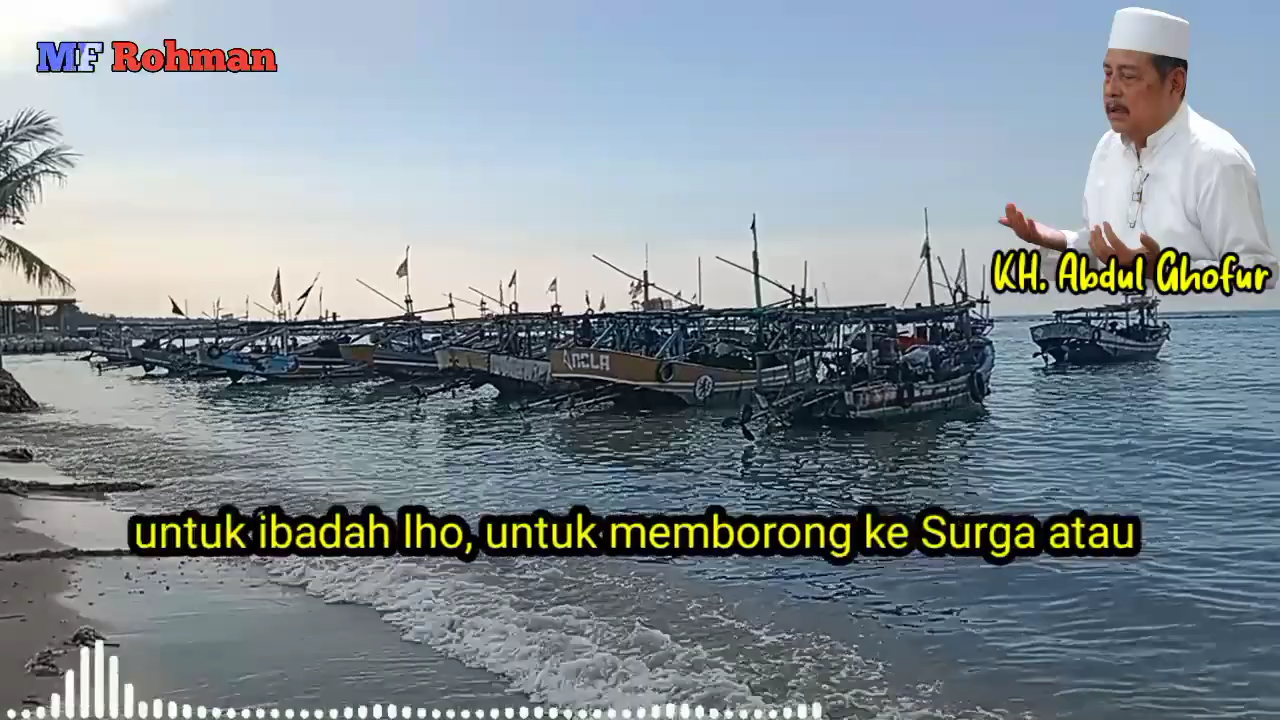 MF Rohman
KH. Abdul Ghofur
untuk ibadah lho, untuk memborong ke Surga atau